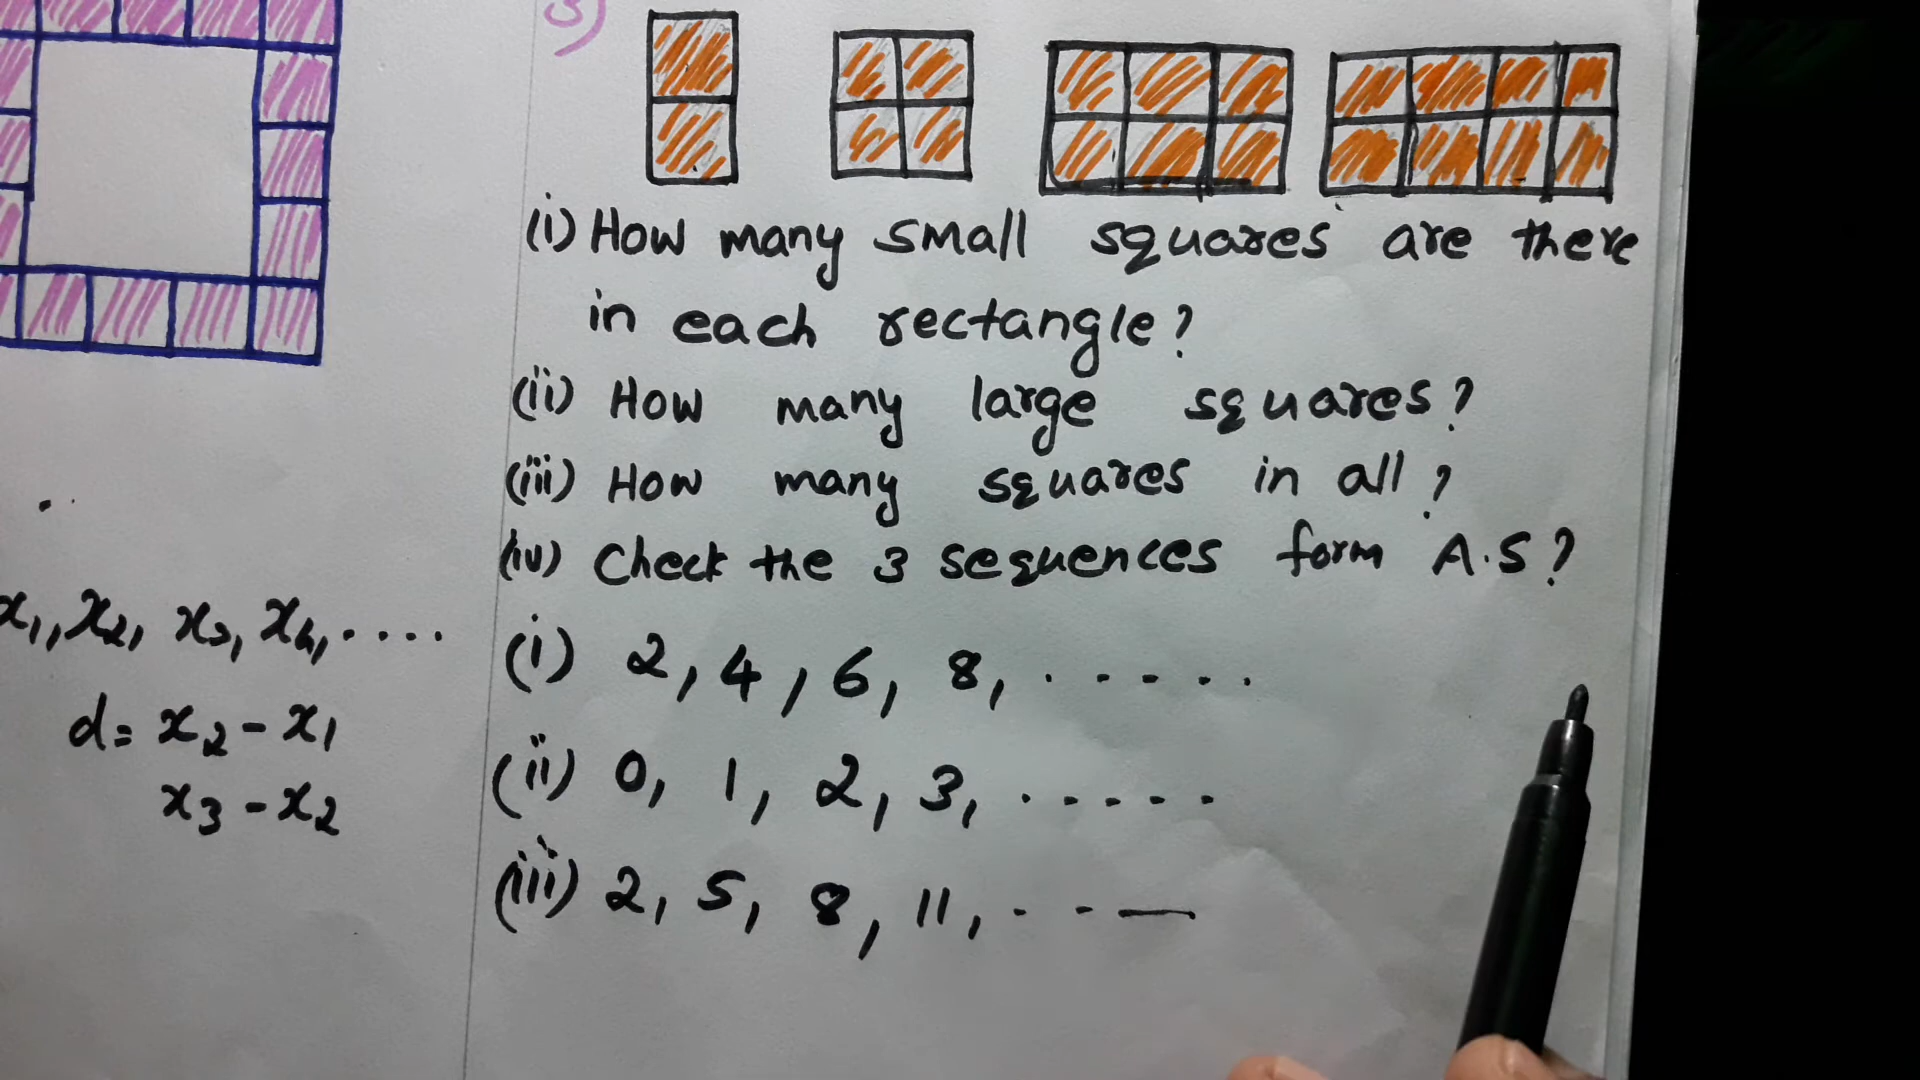 3)
(i) How many small squares are there
in each rectangle?
(ii) How many large squares?
(iii) How many squares in all?
(iv) Check the 3 sequences form A.S?
(i) 2, 4, 6, 8, .....
(ii) 0, 1, 2, 3, .....
(iii) 2, 5, 8, 11, ..—
x1, x2, x3, x4, ....
d = x2 - x1
x3 - x2